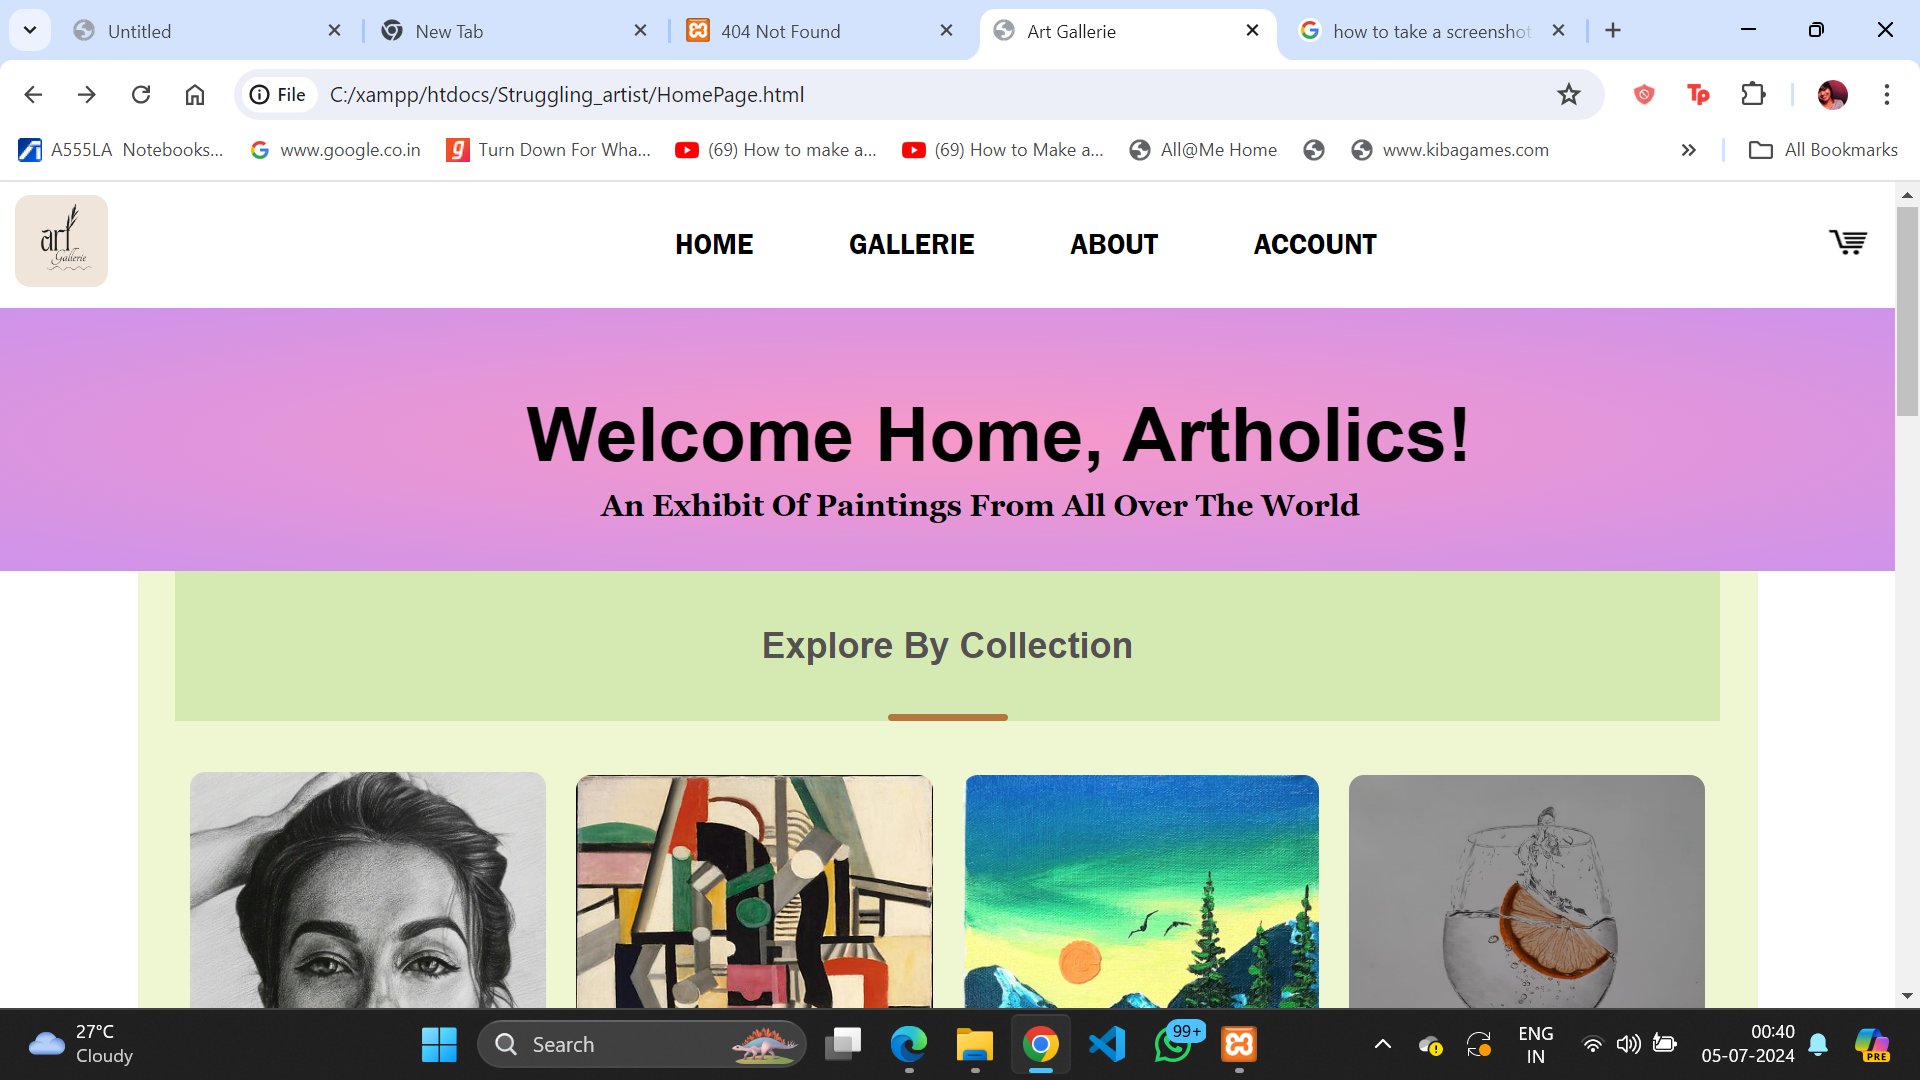 Untitled
New Tab
404 Not Found
Art Gallerie
how to take a screenshot
File
C:/xampp/htdocs/Struggling_artist/HomePage.html
Tp
A555LA Notebooks...
www.google.co.in
Turn Down For Wha...
(69) How to make a...
(69) How to Make a...
All@Me Home
www.kibagames.com
All Bookmarks
art
Gallerie
HOME
GALLERIE
ABOUT
ACCOUNT
Welcome Home, Artholics!
An Exhibit Of Paintings From All Over The World
Explore By Collection
27°C
Cloudy
Search
99+
ENG
IN
00:40
05-07-2024
PRE